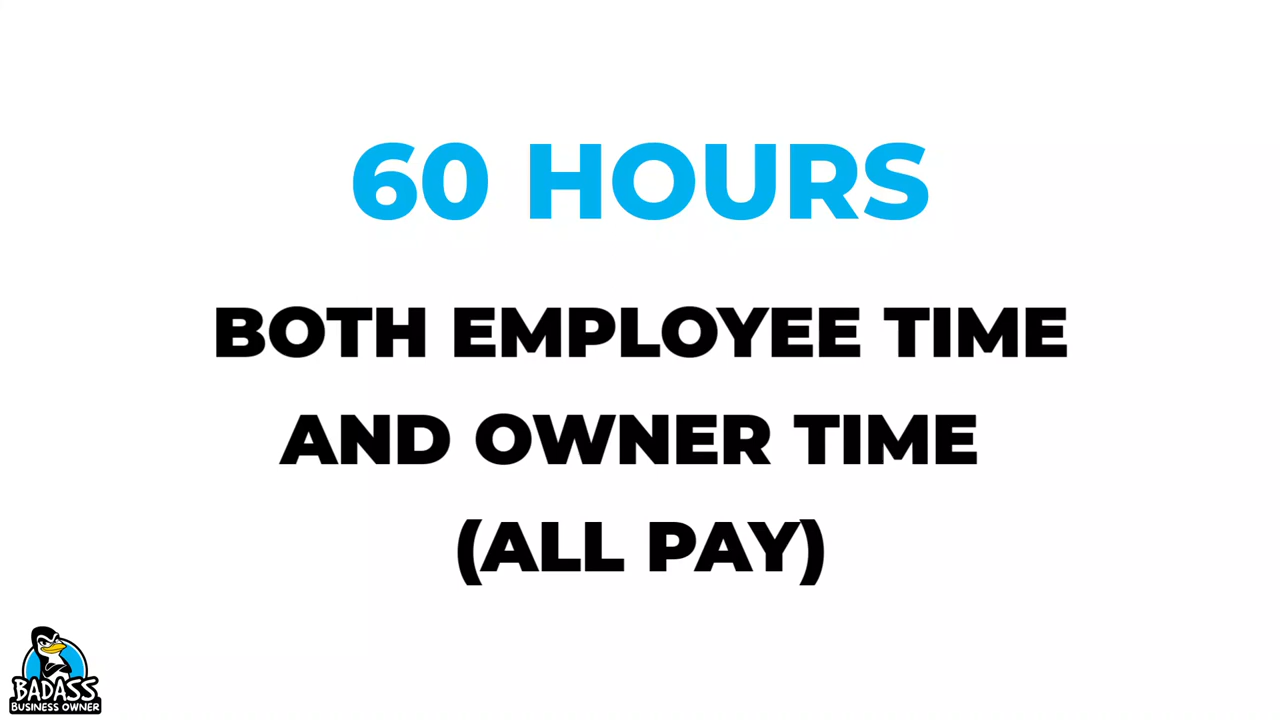 60 HOURS
BOTH EMPLOYEE TIME
AND OWNER TIME
(ALL PAY)
BADASS
BUSINESS OWNER